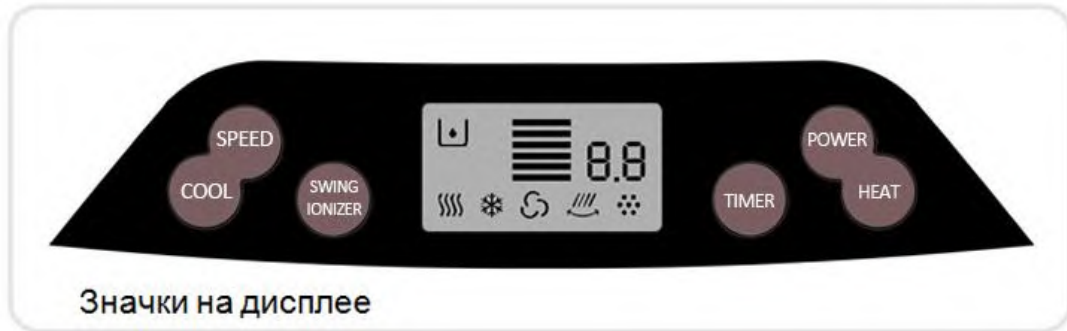 SPEED
COOL
SWING
IONIZER
8.8
TIMER
POWER
HEAT
Значки на дисплее